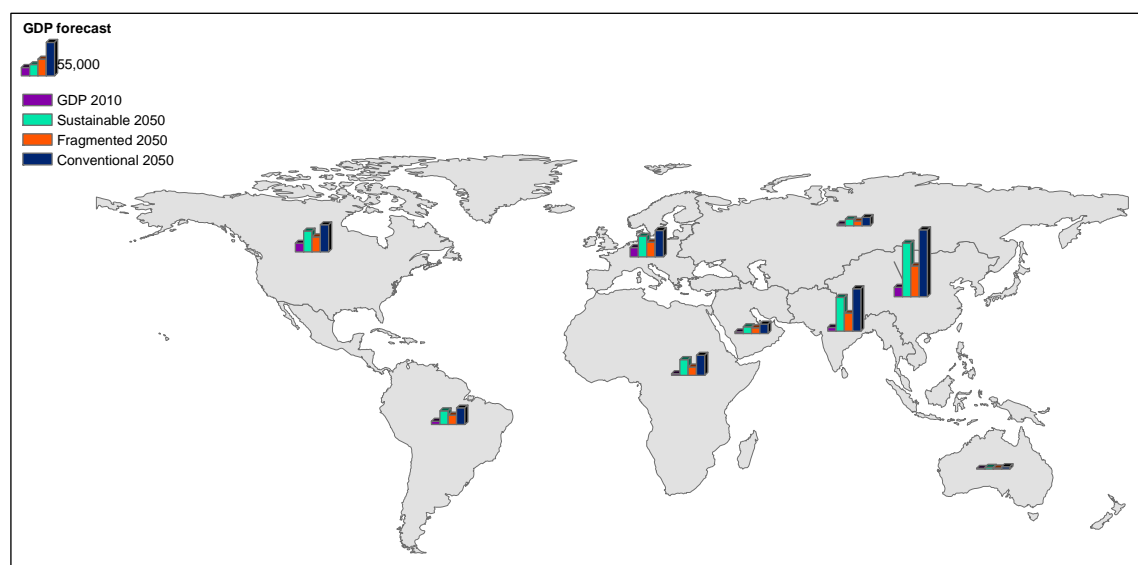 GDP forecast
55,000
GDP 2010
Sustainable 2050
Fragmented 2050
Conventional 2050